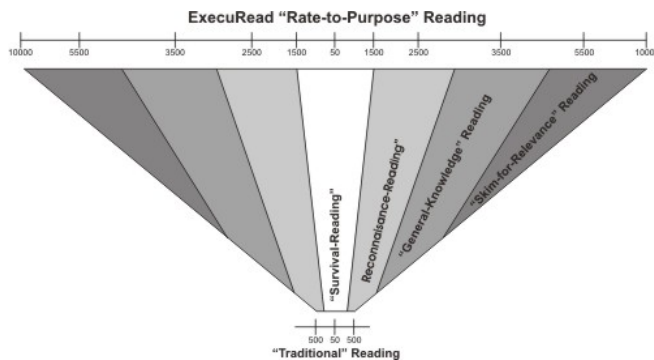 ExecuRead “Rate-to-Purpose” Reading
10000 5500 3500 2500 1500 50 1500 2500 3500 5500 1000
“Survival-Reading”
Reconnaisance-Reading”
“General-Knowledge” Reading
“Skim-for-Relevance” Reading
500 50 500
“Traditional” Reading